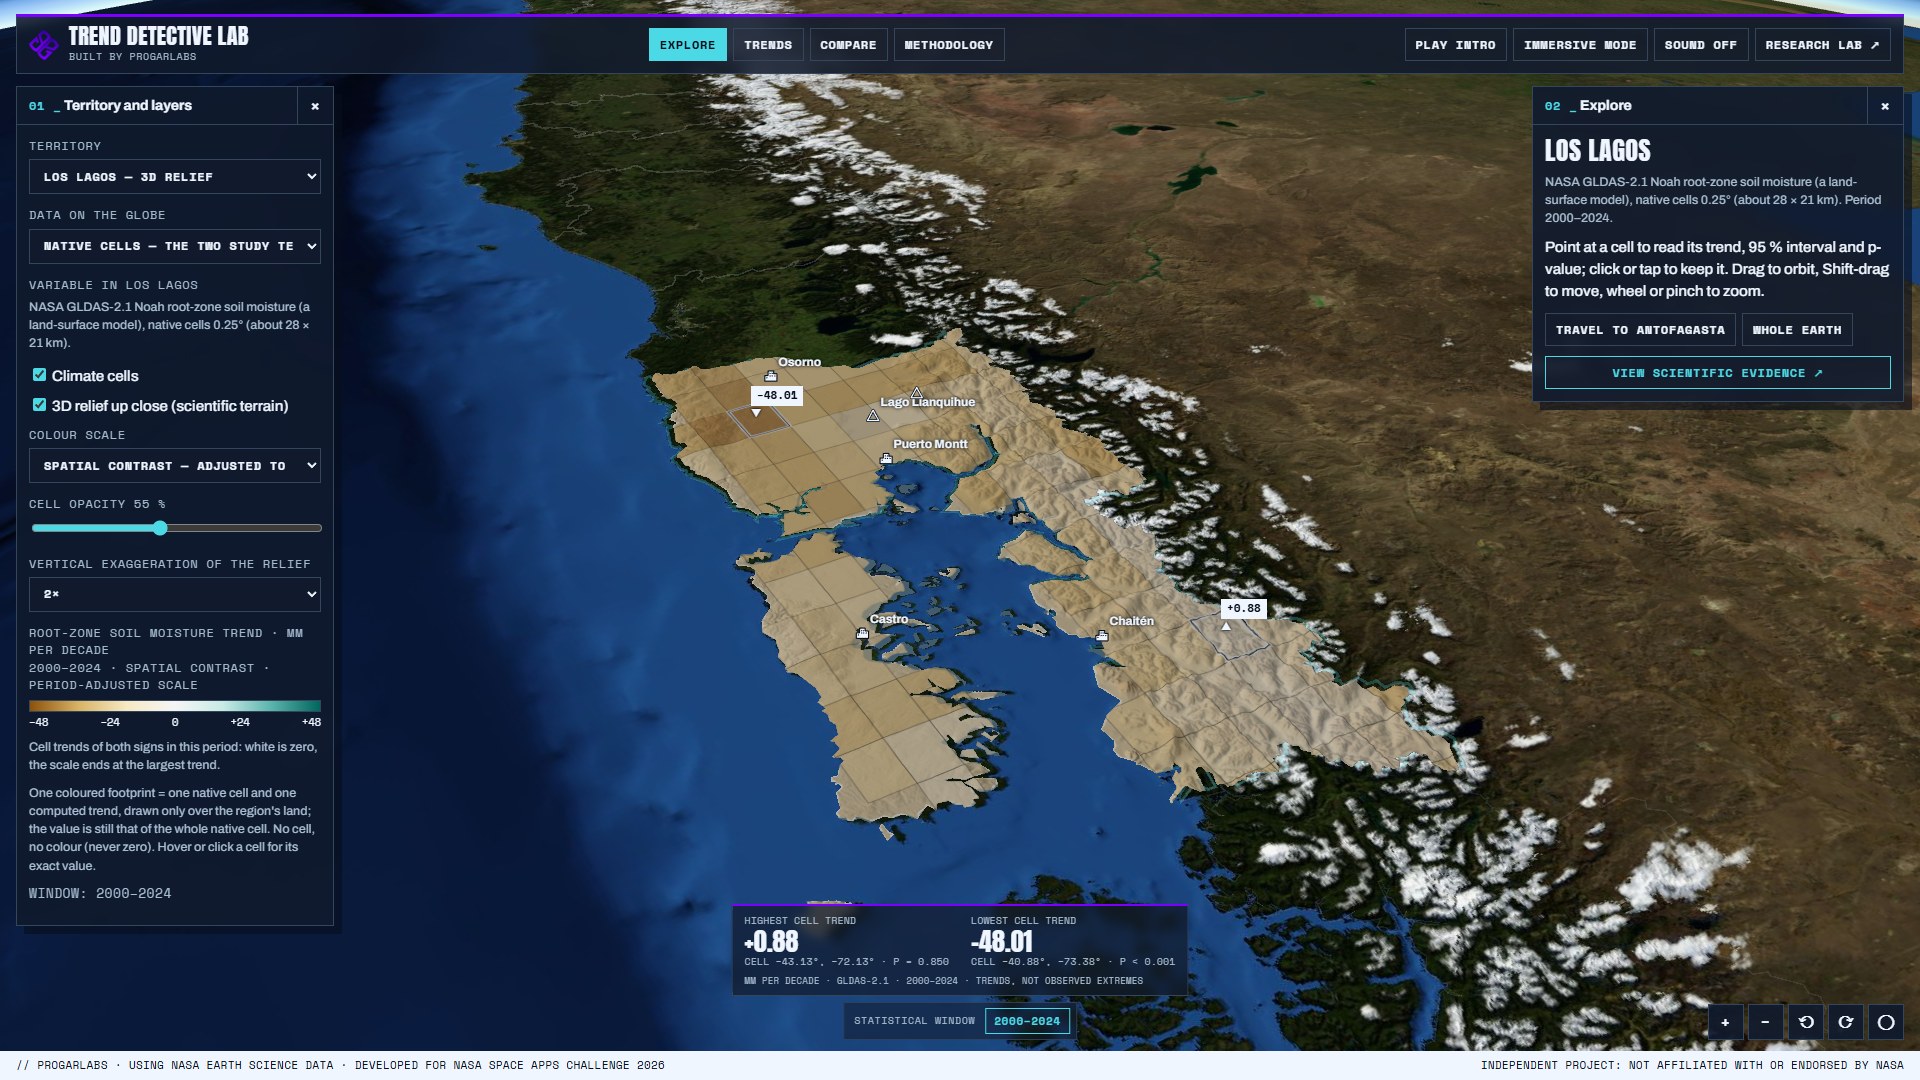 TREND DETECTIVE LAB
BUILT BY PROGARLABS
EXPLORE
TRENDS
COMPARE
METHODOLOGY
PLAY INTRO
IMMERSIVE MODE
SOUND OFF
RESEARCH LAB ↗
01 _ Territory and layers
×
TERRITORY
LOS LAGOS — 3D RELIEF
DATA ON THE GLOBE
NATIVE CELLS — THE TWO STUDY TE
VARIABLE IN LOS LAGOS
NASA GLDAS-2.1 Noah root-zone soil moisture (a
land-surface model), native cells 0.25° (about 28 ×
21 km).
Climate cells
3D relief up close (scientific terrain)
COLOUR SCALE
SPATIAL CONTRAST — ADJUSTED TO
CELL OPACITY 55 %
VERTICAL EXAGGERATION OF THE RELIEF
2×
ROOT-ZONE SOIL MOISTURE TREND · MM
PER DECADE
2000–2024 · SPATIAL CONTRAST ·
PERIOD-ADJUSTED SCALE
−48 −24 0 +24 +48
Cell trends of both signs in this period: white is zero,
the scale ends at the largest trend.
One coloured footprint = one native cell and one
computed trend, drawn only over the region's land;
the value is still that of the whole native cell. No cell,
no colour (never zero). Hover or click a cell for its
exact value.
WINDOW: 2000–2024
Osorno
−48.01
Lago Llanquihue
Puerto Montt
Castro
Chaitén
+0.88
02 _ Explore
×
LOS LAGOS
NASA GLDAS-2.1 Noah root-zone soil moisture (a land-
surface model), native cells 0.25° (about 28 × 21 km). Period
2000–2024.
Point at a cell to read its trend, 95 % interval and p-
value; click or tap to keep it. Drag to orbit, Shift-drag
to move, wheel or pinch to zoom.
TRAVEL TO ANTOFAGASTA
WHOLE EARTH
VIEW SCIENTIFIC EVIDENCE ↗
HIGHEST CELL TREND
+0.88
CELL −43.13°, −72.13° · P = 0.850
LOWEST CELL TREND
−48.01
CELL −40.88°, −73.38° · P < 0.001
MM PER DECADE · GLDAS-2.1 · 2000–2024 · TRENDS, NOT OBSERVED EXTREMES
STATISTICAL WINDOW
2000–2024
+
−
// PROGARLABS · USING NASA EARTH SCIENCE DATA · DEVELOPED FOR NASA SPACE APPS CHALLENGE 2026
INDEPENDENT PROJECT: NOT AFFILIATED WITH OR ENDORSED BY NASA